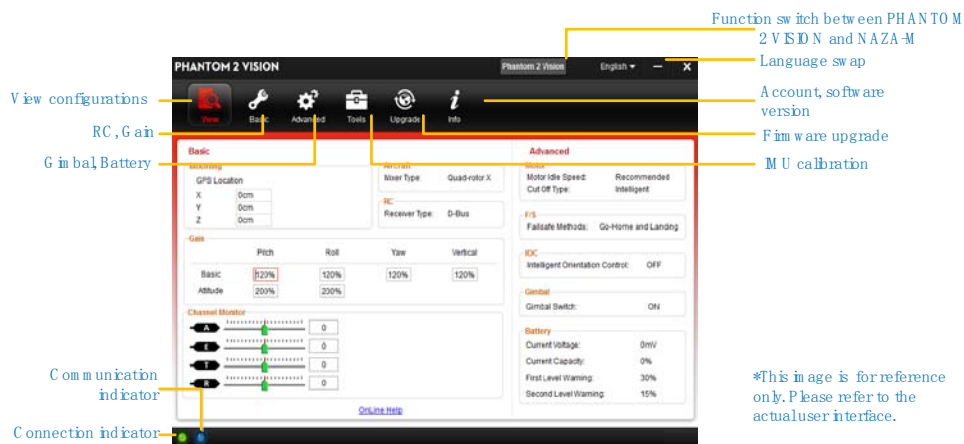 Function switch between PHANTOM
2 VISION and NAZA-M
Language swap
Account, software
version
Firmware upgrade
IMU calibration
View configurations
RC, Gain
Gimbal, Battery
PHANTOM 2 VISION
Phantom 2 Vision English
View Basic Advanced Tools Upgrade Info
Basic
Mounting
GPS Location
X 0cm
Y 0cm
Z 0cm
Aircraft
Mixer Type: Quad-rotor X
RC
Receiver Type: D-Bus
Gain
Pitch Roll Yaw Vertical
Basic 120% 120% 120% 120%
Attitude 200% 200%
Channel Monitor
A 0
E 0
T 0
R 0
OnLine Help
Advanced
Motor
Motor Idle Speed: Recommended
Cut Off Type: Intelligent
F/S
Failsafe Methods: Go-Home and Landing
IOC
Intelligent Orientation Control: OFF
Gimbal
Gimbal Switch: ON
Battery
Current Voltage: 0mV
Current Capacity: 0%
First Level Warning: 30%
Second Level Warning: 15%
Communication
indicator
Connection indicator
*This image is for reference
only. Please refer to the
actual user interface.